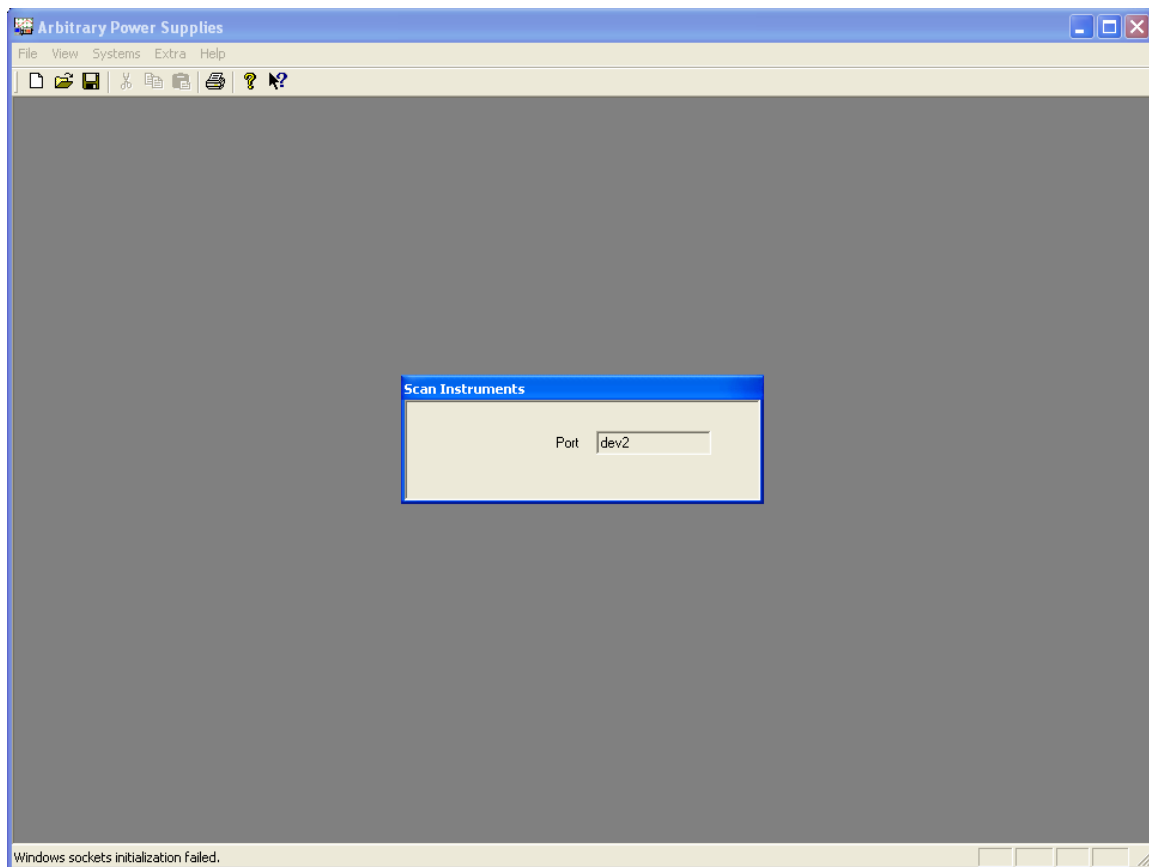 Arbitrary Power Supplies
File View Systems Extra Help
Scan Instruments
Port dev2
Windows sockets initialization failed.